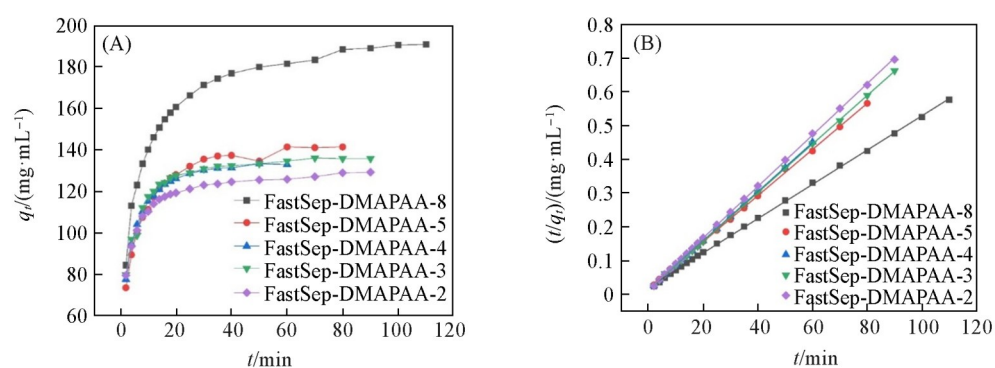 (A)
200
180
160
140
120
100
80
60
qₜ/(mg·mL⁻¹)
FastSep-DMAPAA-8
FastSep-DMAPAA-5
FastSep-DMAPAA-4
FastSep-DMAPAA-3
FastSep-DMAPAA-2
0 20 40 60 80 100 120
t/min
(B)
0.8
0.7
0.6
0.5
0.4
0.3
0.2
0.1
0
(t/qₜ)/(mg·mL⁻¹)
FastSep-DMAPAA-8
FastSep-DMAPAA-5
FastSep-DMAPAA-4
FastSep-DMAPAA-3
FastSep-DMAPAA-2
0 20 40 60 80 100 120
t/min